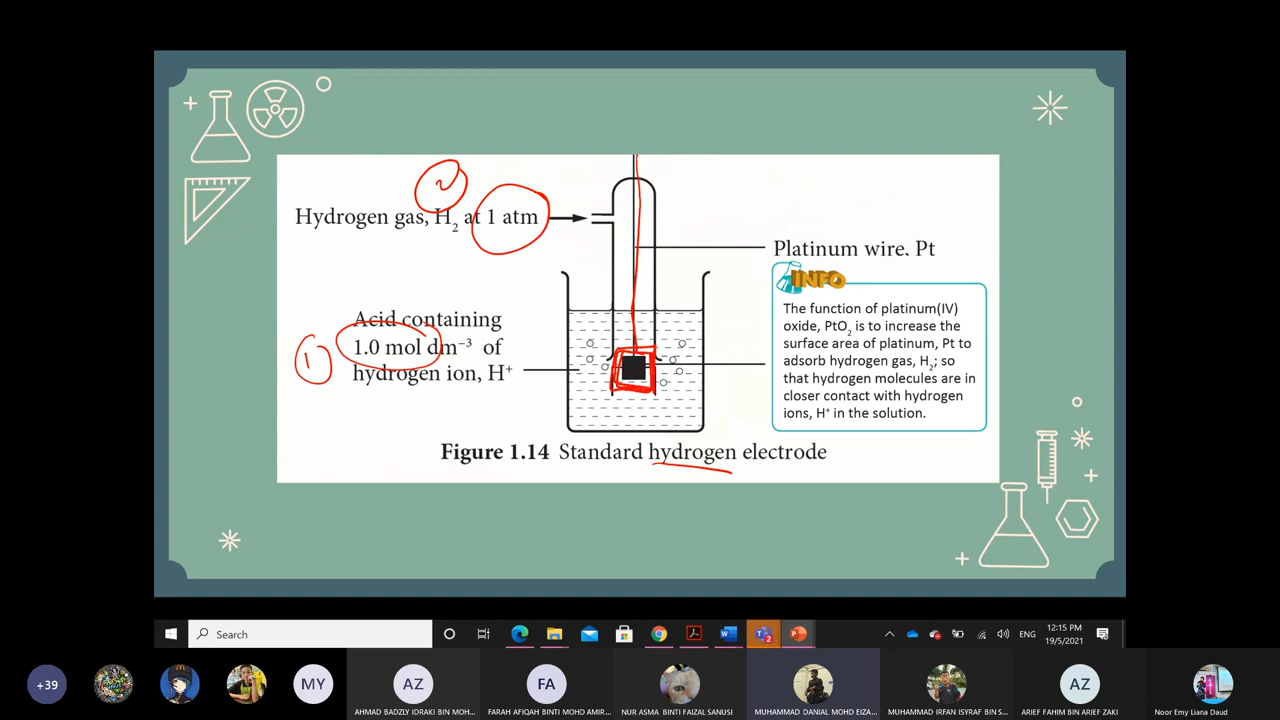 2
Hydrogen gas, H₂ at 1 atm
Platinum wire, Pt
INFO
The function of platinum(IV)
oxide, PtO₂ is to increase the
surface area of platinum, Pt to
adsorb hydrogen gas, H₂; so
that hydrogen molecules are in
closer contact with hydrogen
ions, H⁺ in the solution.
1
Acid containing
1.0 mol dm⁻³ of
hydrogen ion, H⁺
Figure 1.14 Standard hydrogen electrode
Search
ENG
12:15 PM
19/5/2021
+39
MY
AZ
FA
AZ
AHMAD BADZLY IDRAKI BIN MOH...
FARAH AFIQAH BINTI MOHD AMIR...
NUR ASMA BINTI FAIZAL SANUSI
MUHAMMAD DANIAL MOHD EIZA...
MUHAMMAD IRFAN ISYRAF BIN S...
ARIEF FAHIM BIN ARIEF ZAKI
Noor Emy Liana Daud